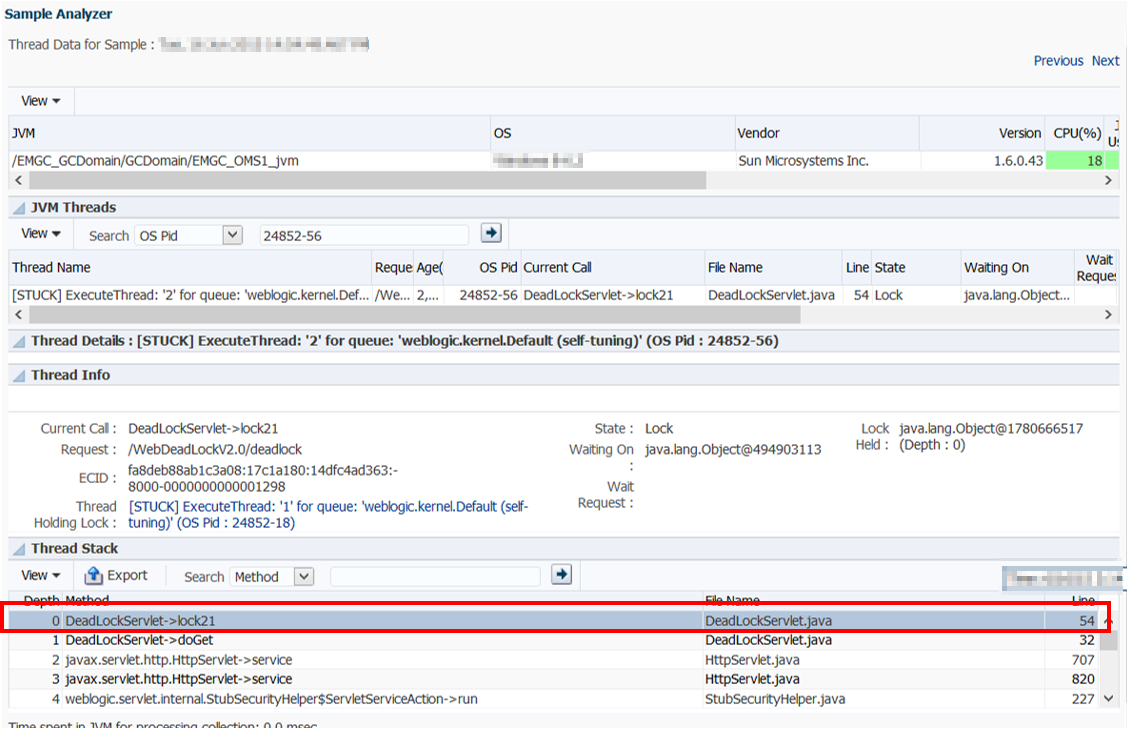 Sample Analyzer
Thread Data for Sample :
Previous Next
View
JVM OS Vendor Version CPU(%)
/EMGC_GCDomain/GCDomain/EMGC_OMS1_jvm Sun Microsystems Inc. 1.6.0.43 18
JVM Threads
View Search OS Pid 24852-56
Thread Name Reque Age( OS Pid Current Call File Name Line State Waiting On Wait Reques
[STUCK] ExecuteThread: '2' for queue: 'weblogic.kernel.Def... /We... 2,... 24852-56 DeadLockServlet->lock21 DeadLockServlet.java 54 Lock java.lang.Object...
Thread Details : [STUCK] ExecuteThread: '2' for queue: 'weblogic.kernel.Default (self-tuning)' (OS Pid : 24852-56)
Thread Info
Current Call : DeadLockServlet->lock21 State : Lock Lock Held : java.lang.Object@1780666517 (Depth : 0)
Request : /WebDeadLockV2.0/deadlock Waiting On : java.lang.Object@494903113
ECID : fa8deb88ab1c3a08:17c1a180:14dfc4ad363:-
8000-0000000000001298 Wait Request :
Thread Holding Lock : [STUCK] ExecuteThread: '1' for queue: 'weblogic.kernel.Default (self-
tuning)' (OS Pid : 24852-18)
Thread Stack
View Export Search Method
Depth Method File Name Line
0 DeadLockServlet->lock21 DeadLockServlet.java 54
1 DeadLockServlet->doGet DeadLockServlet.java 32
2 javax.servlet.http.HttpServlet->service HttpServlet.java 707
3 javax.servlet.http.HttpServlet->service HttpServlet.java 820
4 weblogic.servlet.internal.StubSecurityHelper$ServletServiceAction->run StubSecurityHelper.java 227
Time spent in JVM for processing collection: 0.0 msec